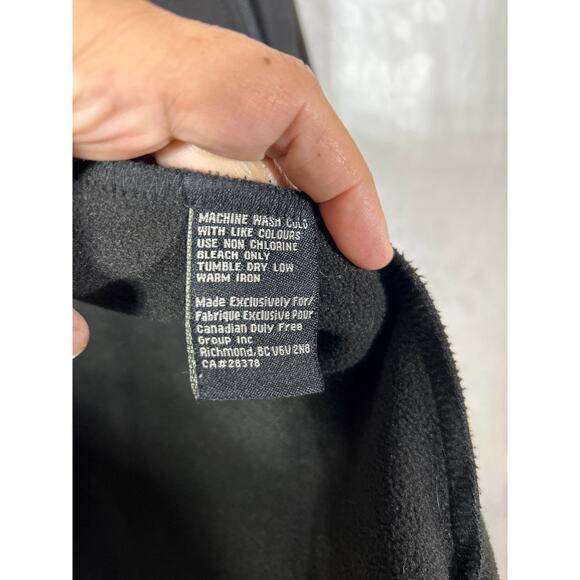 MACHINE WASH COLD
WITH LIKE COLOURS
USE NON CHLORINE
BLEACH ONLY
TUMBLE DRY LOW
WARM IRON
Made Exclusively For/
Fabrique Exclusive Pour
Canadian Duty Free
Group Inc
Richmond, BC V6V 2N8
CA#28378